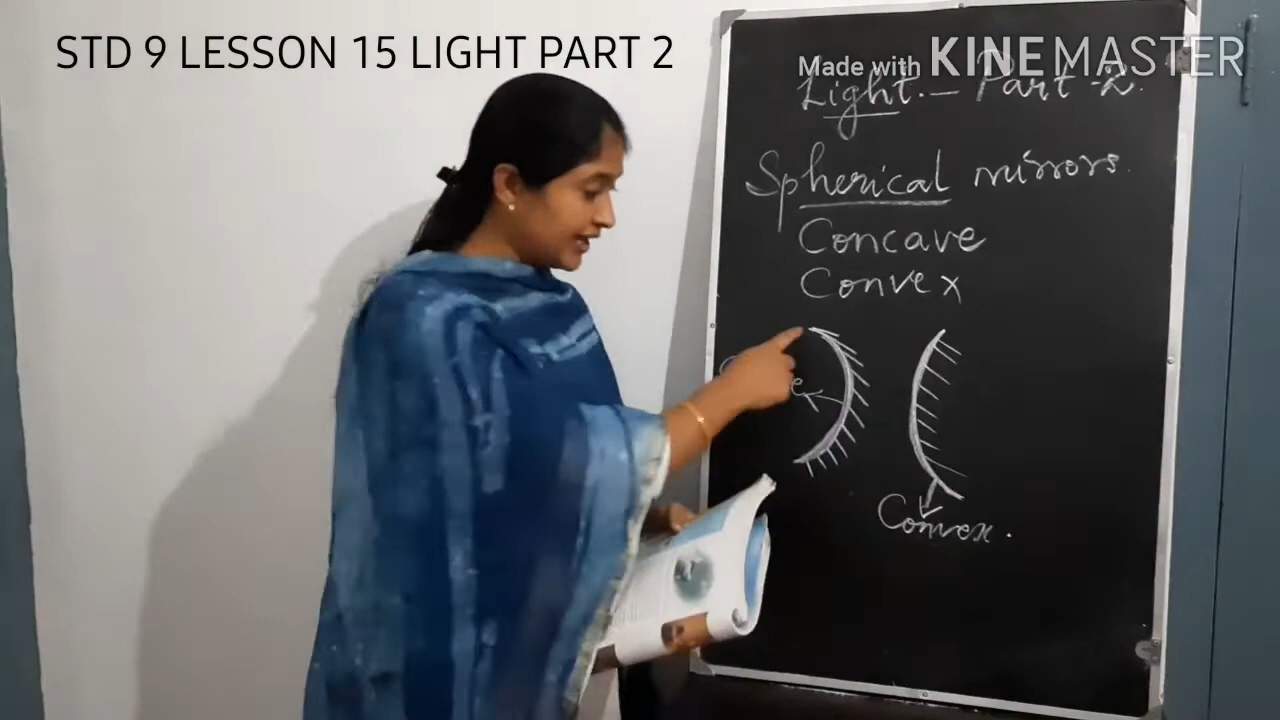 STD 9 LESSON 15 LIGHT PART 2
Made with KINEMASTER
Light.— Part-2.
Spherical mirrors.
Concave
Convex
Convex.